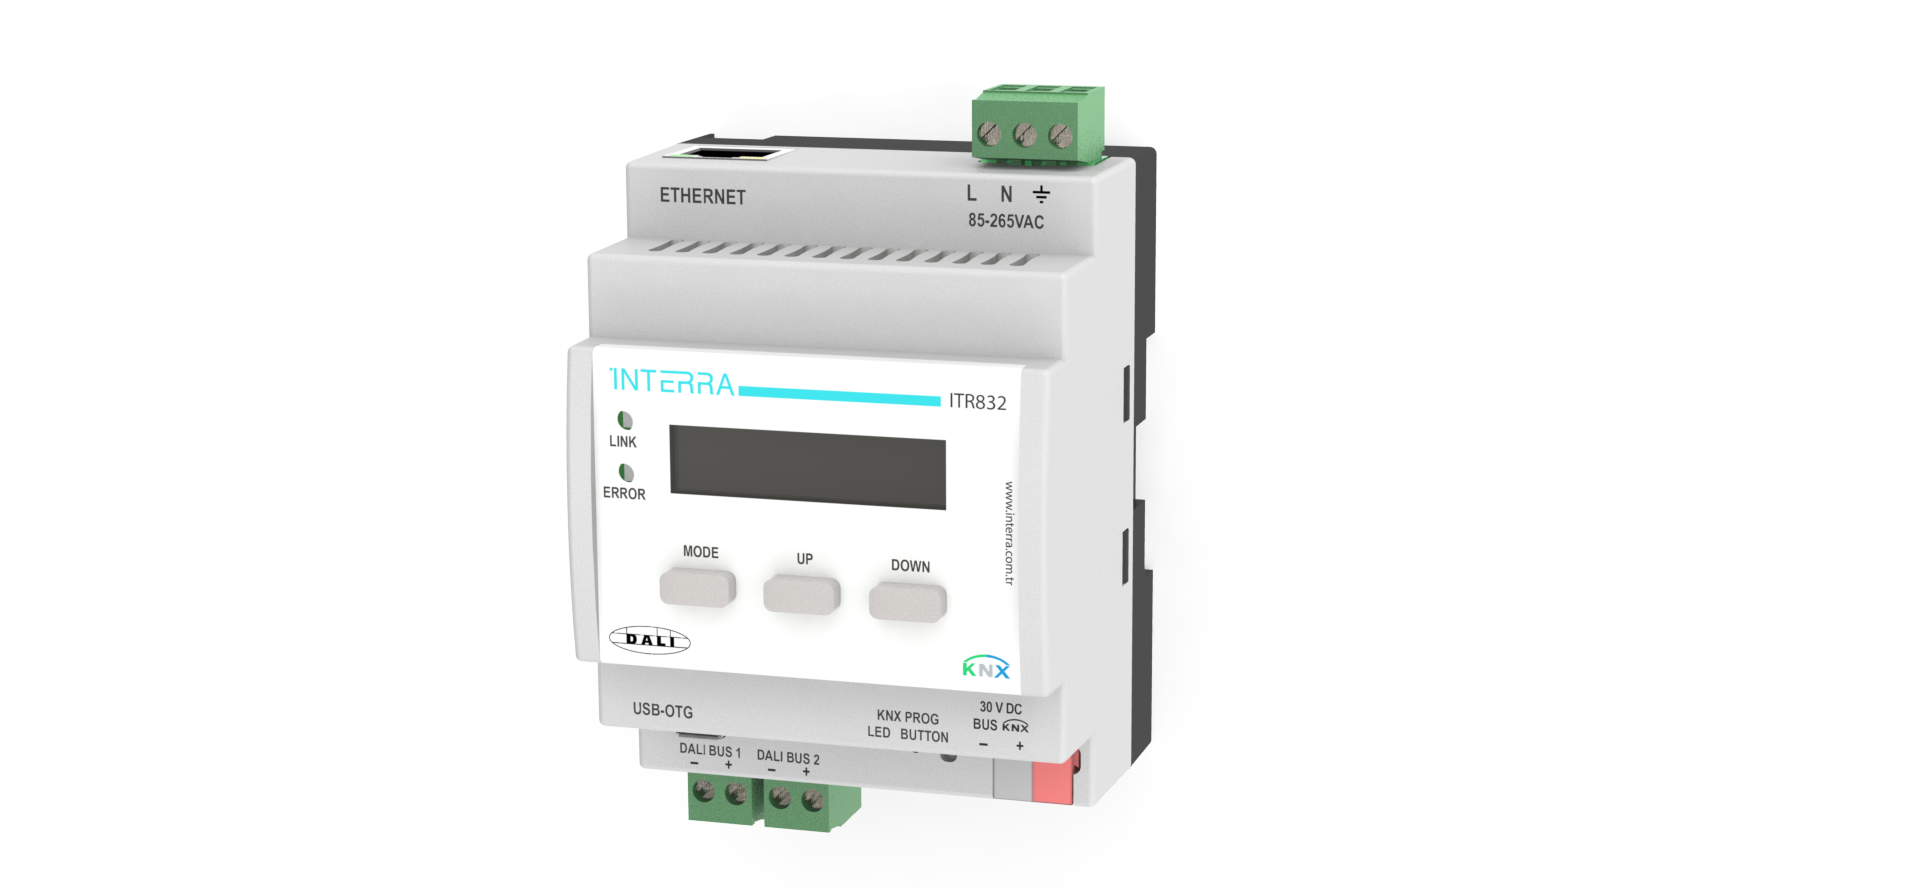 ETHERNET
L N
85-265VAC
INTERRA
ITR832
LINK
ERROR
www.interra.com.tr
MODE
UP
DOWN
DALI
KNX
USB-OTG
KNX PROG
LED BUTTON
30 V DC
BUS KNX
- +
DALI BUS 1
- +
DALI BUS 2
- +